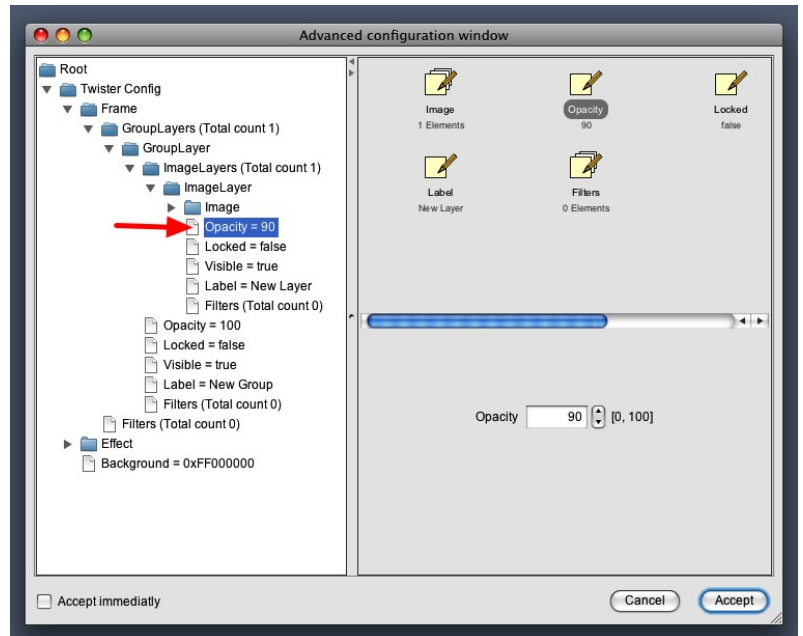 Advanced configuration window
Root
Twister Config
Frame
GroupLayers (Total count 1)
GroupLayer
ImageLayers (Total count 1)
ImageLayer
Image
Opacity = 90
Locked = false
Visible = true
Label = New Layer
Filters (Total count 0)
Opacity = 100
Locked = false
Visible = true
Label = New Group
Filters (Total count 0)
Filters (Total count 0)
Effect
Background = 0xFF000000
Image
1 Elements
Opacity
90
Locked
false
Label
New Layer
Filters
0 Elements
Opacity 90 [0, 100]
Accept immediatly
Cancel Accept